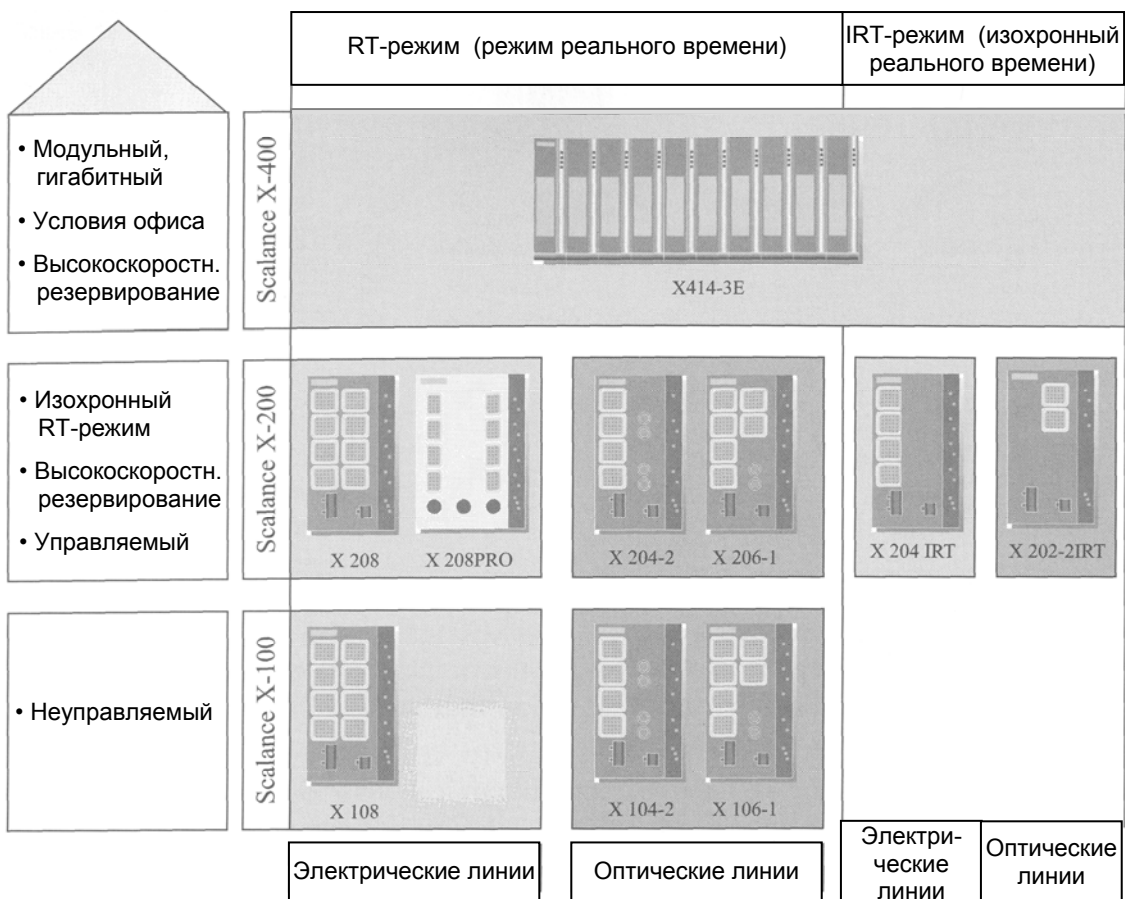 RT-режим (режим реального времени)
IRT-режим (изохронный
реального времени)
• Модульный,
гигабитный
• Условия офиса
• Высокоскоростн.
резервирование
Scalance X-400
X414-3E
• Изохронный
RT-режим
• Высокоскоростн.
резервирование
• Управляемый
Scalance X-200
X 208
X 208PRO
X 204-2
X 206-1
X 204 IRT
X 202-2IRT
• Неуправляемый
Scalance X-100
X 108
X 104-2
X 106-1
Электрические линии
Оптические линии
Электри-
ческие
линии
Оптические
линии